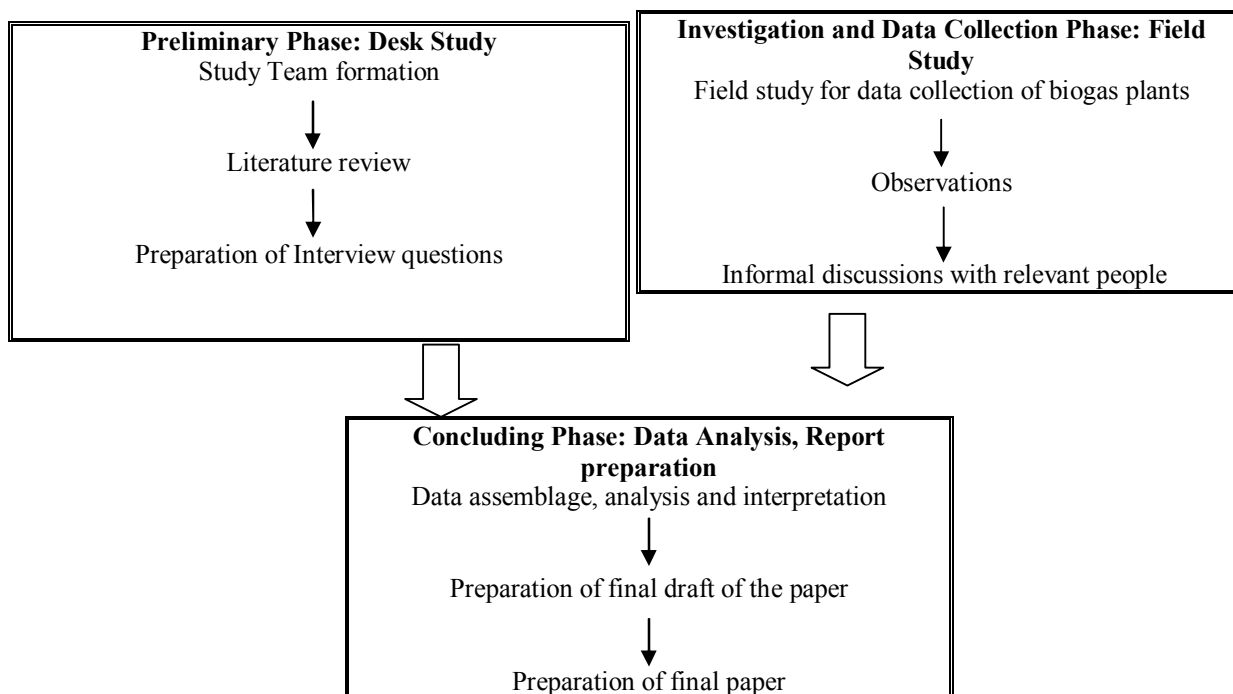 Preliminary Phase: Desk Study
Study Team formation
Literature review
Preparation of Interview questions
Investigation and Data Collection Phase: Field
Study
Field study for data collection of biogas plants
Observations
Informal discussions with relevant people
Concluding Phase: Data Analysis, Report
preparation
Data assemblage, analysis and interpretation
Preparation of final draft of the paper
Preparation of final paper